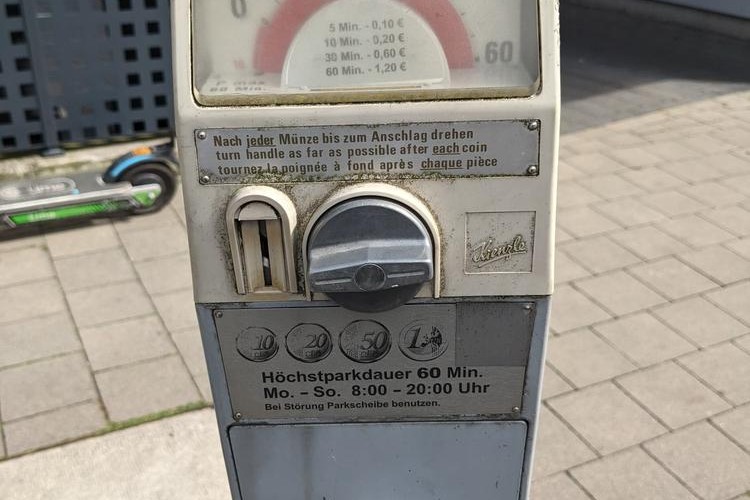 0
60
5 Min. - 0,10 €
10 Min. - 0,20 €
30 Min. - 0,60 €
60 Min. - 1,20 €
Nach jeder Münze bis zum Anschlag drehen
turn handle as far as possible after each coin
tournez la poignée à fond après chaque pièce
Kienzle
10 20 50 1
Höchstparkdauer 60 Min.
Mo. - So. 8:00 - 20:00 Uhr
Bei Störung Parkscheibe benutzen.
Lime